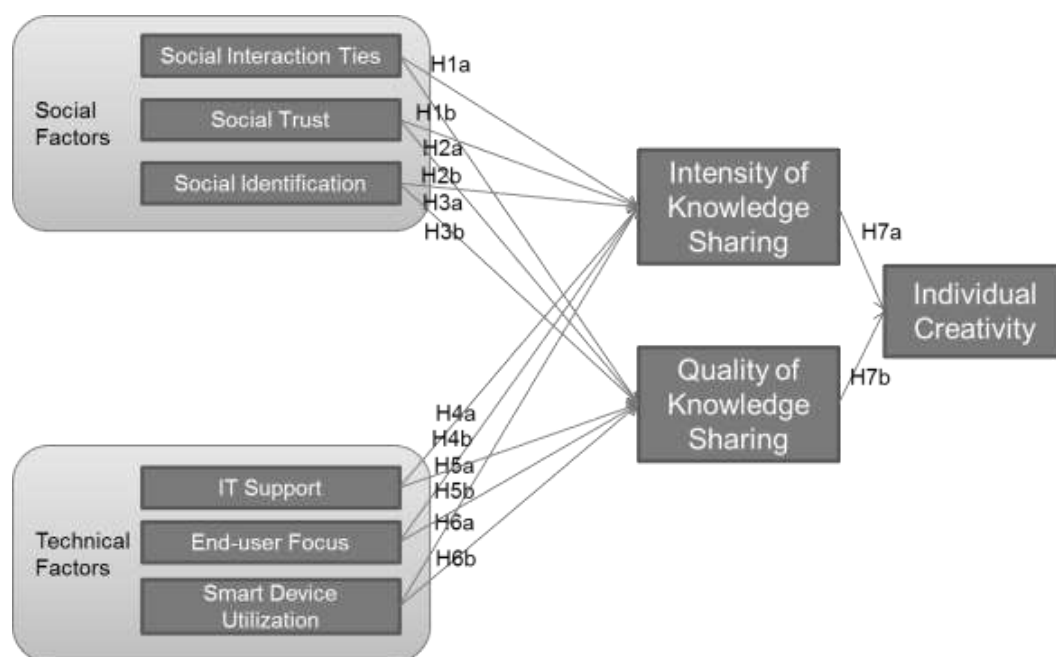 Social Interaction Ties
Social
Factors
Social Trust
Social Identification
H1a
H1b
H2a
H2b
H3a
H3b
Intensity of
Knowledge
Sharing
H7a
Individual
Creativity
Quality of
Knowledge
Sharing
H7b
H4a
H4b
H5a
H5b
H6a
H6b
IT Support
Technical
Factors
End-user Focus
Smart Device
Utilization